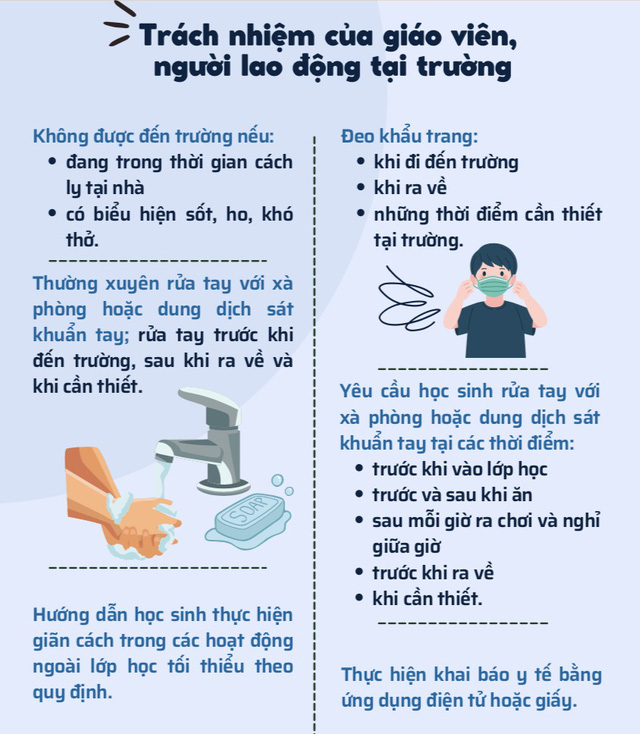 Trách nhiệm của giáo viên,
người lao động tại trường
Không được đến trường nếu:
• đang trong thời gian cách
ly tại nhà
• có biểu hiện sốt, ho, khó
thở.
Thường xuyên rửa tay với xà
phòng hoặc dung dịch sát
khuẩn tay; rửa tay trước khi
đến trường, sau khi ra về và
khi cần thiết.
SOAP
Hướng dẫn học sinh thực hiện
giãn cách trong các hoạt động
ngoài lớp học tối thiểu theo
quy định.
Đeo khẩu trang:
• khi đi đến trường
• khi ra về
• những thời điểm cần thiết
tại trường.
Yêu cầu học sinh rửa tay với
xà phòng hoặc dung dịch sát
khuẩn tay tại các thời điểm:
• trước khi vào lớp học
• trước và sau khi ăn
• sau mỗi giờ ra chơi và nghỉ
giữa giờ
• trước khi ra về
• khi cần thiết.
Thực hiện khai báo y tế bằng
ứng dụng điện tử hoặc giấy.